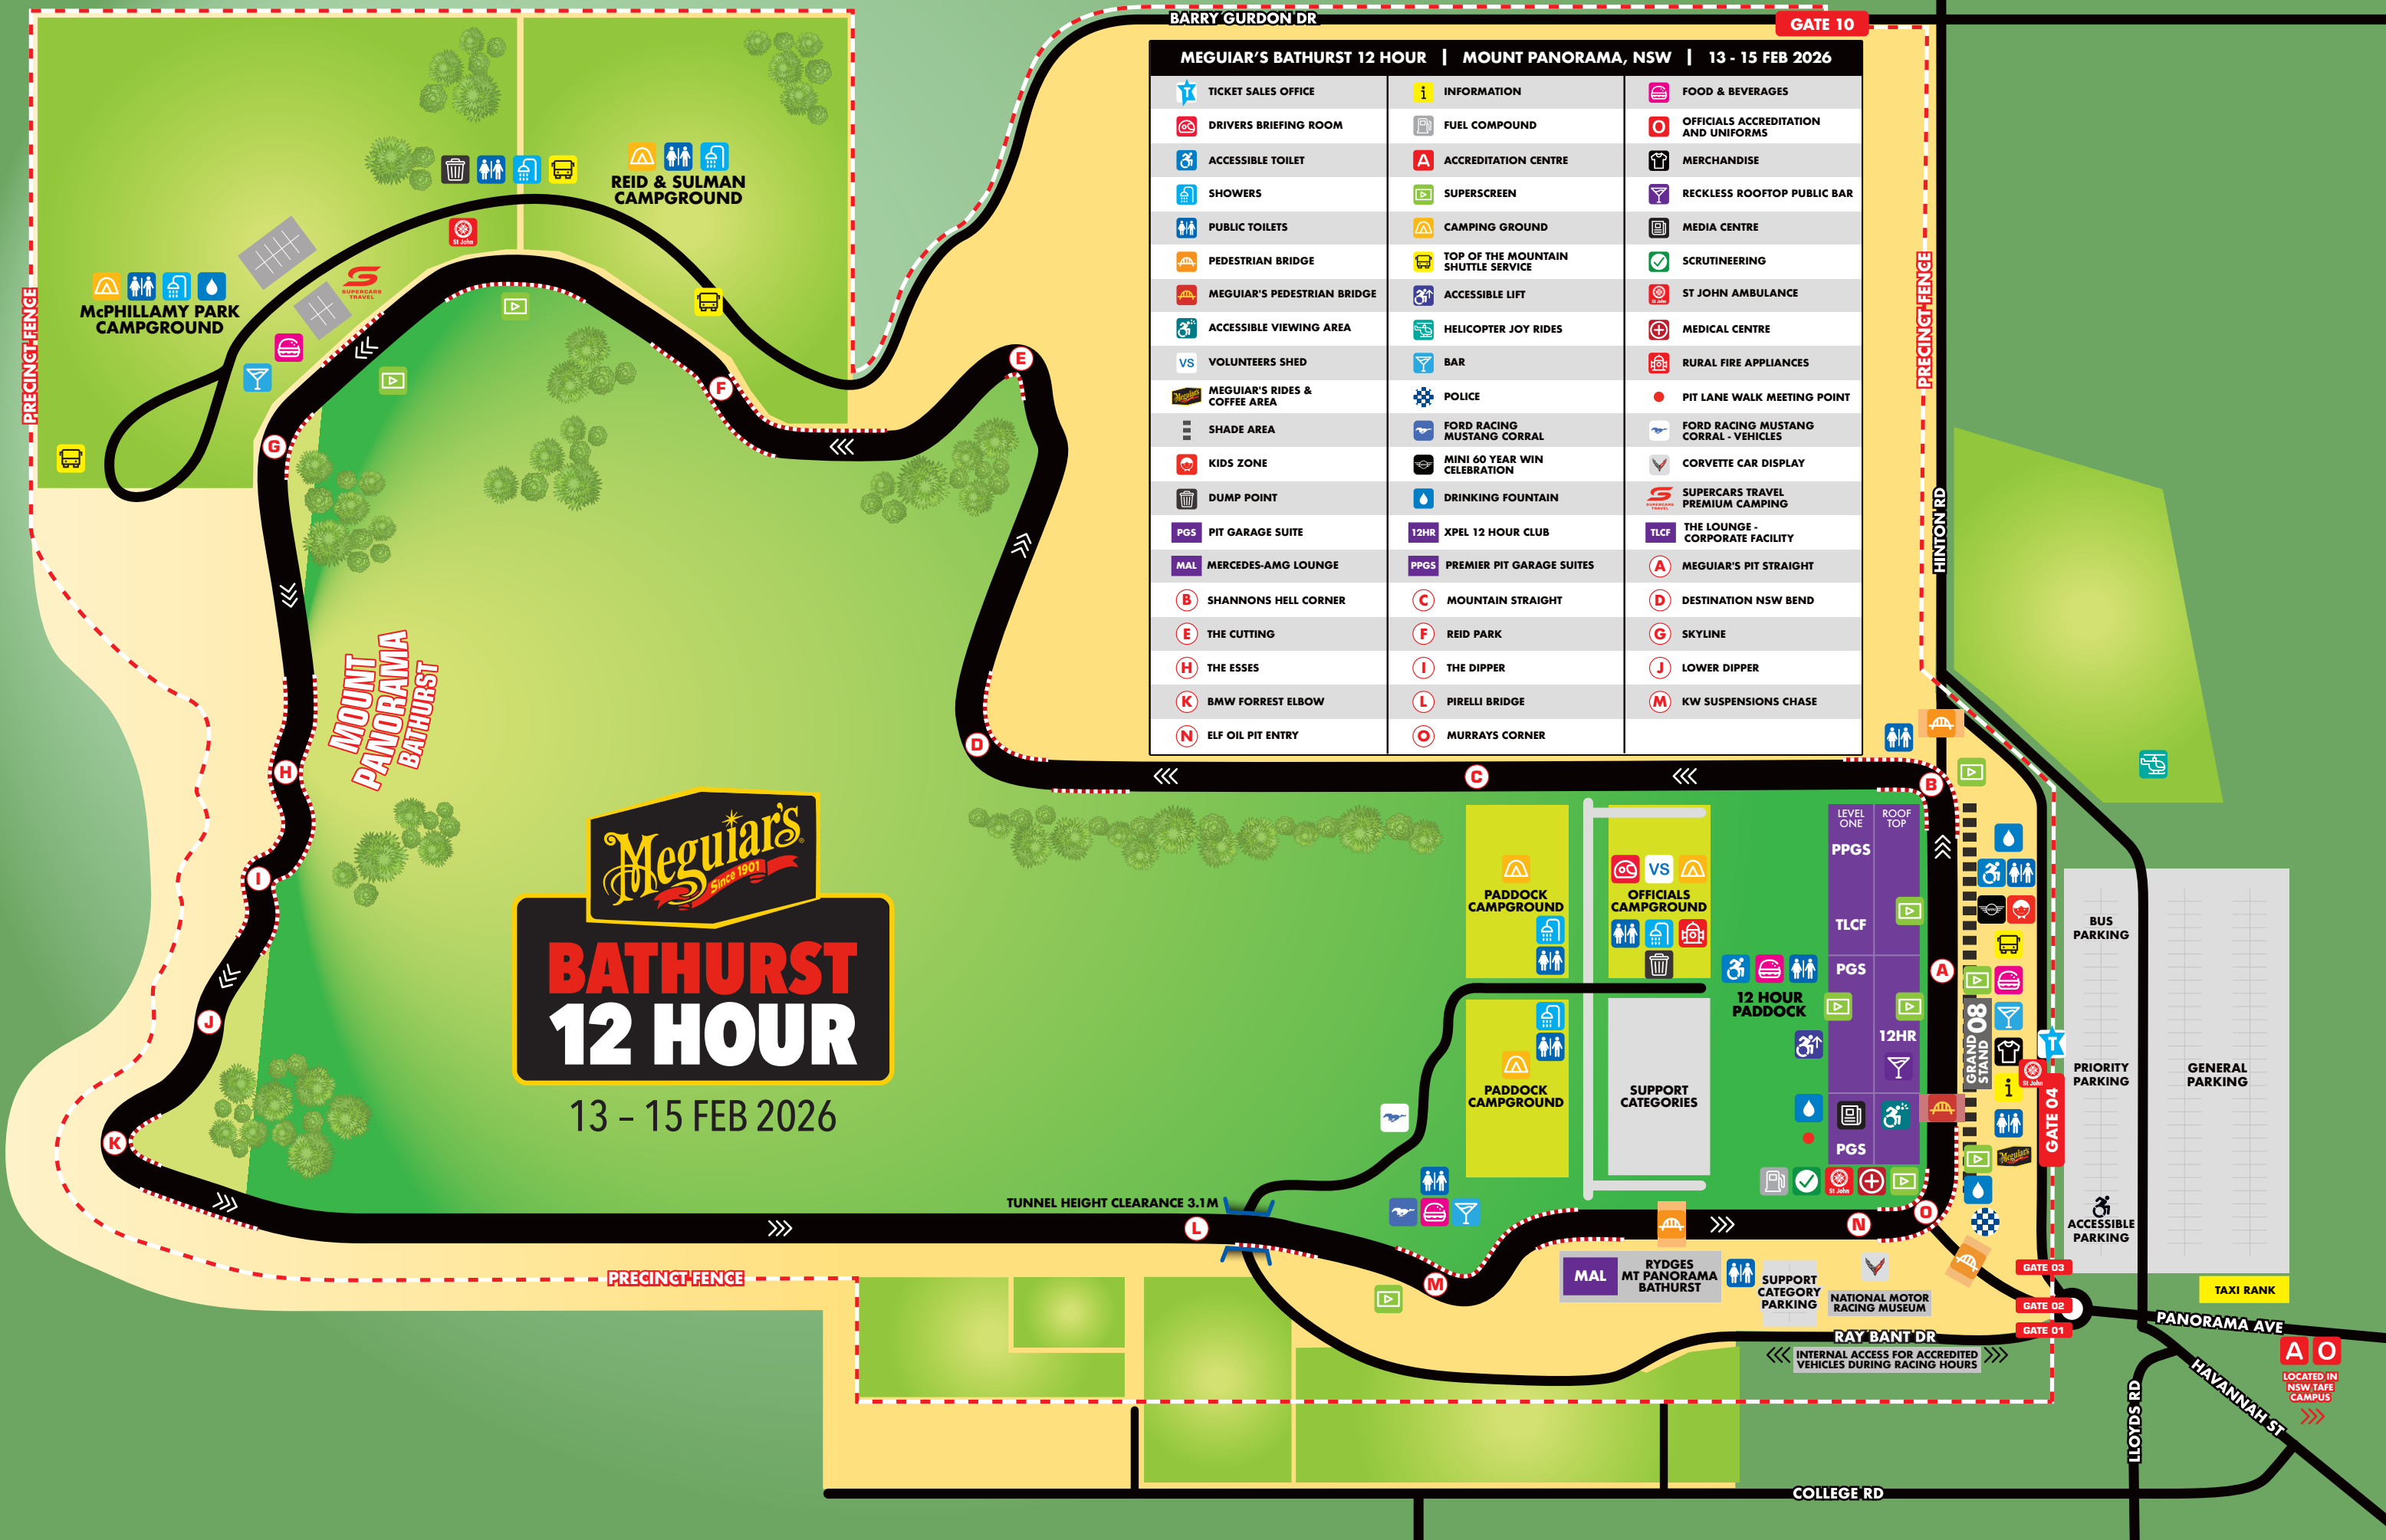 BARRY GURDON DR
GATE 10
MEGUIAR'S BATHURST 12 HOUR | MOUNT PANORAMA, NSW | 13 - 15 FEB 2026
T TICKET SALES OFFICE
i INFORMATION
FOOD & BEVERAGES
DRIVERS BRIEFING ROOM
FUEL COMPOUND
O OFFICIALS ACCREDITATION
AND UNIFORMS
ACCESSIBLE TOILET
A ACCREDITATION CENTRE
MERCHANDISE
SHOWERS
SUPERSCREEN
RECKLESS ROOFTOP PUBLIC BAR
PUBLIC TOILETS
CAMPING GROUND
MEDIA CENTRE
PEDESTRIAN BRIDGE
TOP OF THE MOUNTAIN
SHUTTLE SERVICE
SCRUTINEERING
MEGUIAR'S PEDESTRIAN BRIDGE
ACCESSIBLE LIFT
St John ST JOHN AMBULANCE
ACCESSIBLE VIEWING AREA
HELICOPTER JOY RIDES
MEDICAL CENTRE
VS VOLUNTEERS SHED
BAR
RURAL FIRE APPLIANCES
Meguiar's MEGUIAR'S RIDES &
COFFEE AREA
POLICE
PIT LANE WALK MEETING POINT
SHADE AREA
FORD RACING
MUSTANG CORRAL
FORD RACING MUSTANG
CORRAL - VEHICLES
KIDS ZONE
MINI 60 YEAR WIN
CELEBRATION
CORVETTE CAR DISPLAY
DUMP POINT
DRINKING FOUNTAIN
SUPERCARS TRAVEL
PREMIUM CAMPING
PGS PIT GARAGE SUITE
12HR XPEL 12 HOUR CLUB
TLCF THE LOUNGE -
CORPORATE FACILITY
MAL MERCEDES-AMG LOUNGE
PPGS PREMIER PIT GARAGE SUITES
A MEGUIAR'S PIT STRAIGHT
B SHANNONS HELL CORNER
C MOUNTAIN STRAIGHT
D DESTINATION NSW BEND
E THE CUTTING
F REID PARK
G SKYLINE
H THE ESSES
I THE DIPPER
J LOWER DIPPER
K BMW FORREST ELBOW
L PIRELLI BRIDGE
M KW SUSPENSIONS CHASE
N ELF OIL PIT ENTRY
O MURRAYS CORNER
REID & SULMAN
CAMPGROUND
St John
SUPERCARS
TRAVEL
McPHILLAMY PARK
CAMPGROUND
PRECINCT FENCE
PRECINCT FENCE
HINTON RD
E
F
G
D
C
B
H
I
J
K
MOUNT
PANORAMA
BATHURST
Meguiar's
Since 1901
BATHURST
12 HOUR
13 – 15 FEB 2026
PADDOCK
CAMPGROUND
VS
OFFICIALS
CAMPGROUND
LEVEL
ONE
ROOF
TOP
PPGS
TLCF
PGS
12HR
PGS
A
12 HOUR
PADDOCK
PADDOCK
CAMPGROUND
SUPPORT
CATEGORIES
GRAND
STAND 08
T
St John
i
Meguiar's
GATE 04
BUS
PARKING
PRIORITY
PARKING
GENERAL
PARKING
ACCESSIBLE
PARKING
St John
TUNNEL HEIGHT CLEARANCE 3.1M
L
M
N
O
PRECINCT FENCE
MAL
RYDGES
MT PANORAMA
BATHURST
SUPPORT
CATEGORY
PARKING
NATIONAL MOTOR
RACING MUSEUM
GATE 03
GATE 02
GATE 01
TAXI RANK
PANORAMA AVE
RAY BANT DR
INTERNAL ACCESS FOR ACCREDITED
VEHICLES DURING RACING HOURS
A O
LOCATED IN
NSW TAFE
CAMPUS
HAVANNAH ST
LLOYDS RD
COLLEGE RD